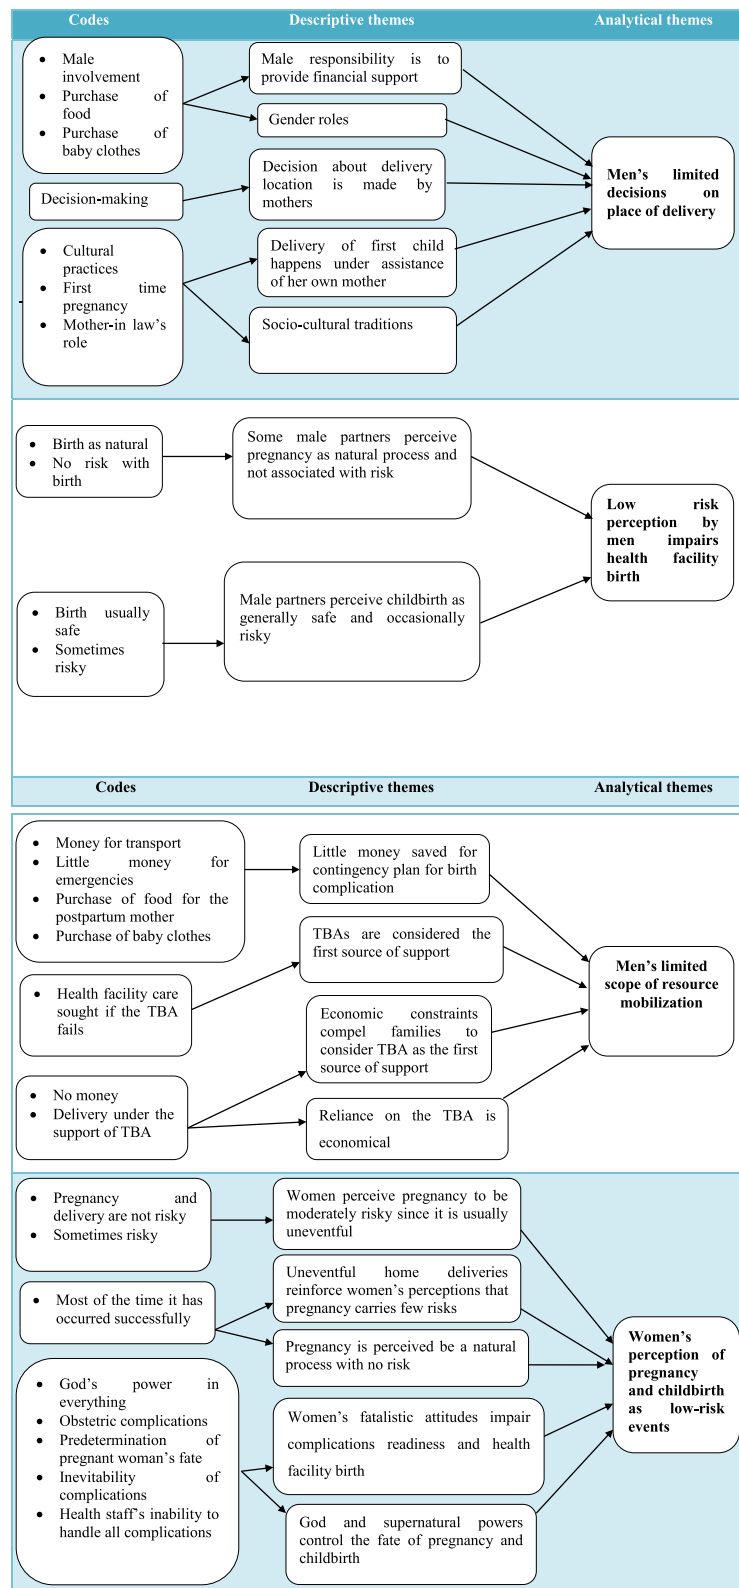 Codes
Descriptive themes
Analytical themes
• Male
involvement
• Purchase of
food
• Purchase of
baby clothes
Male responsibility is to
provide financial support
Gender roles
Decision-making
Decision about delivery
location is made by
mothers
Men's limited
decisions on
place of delivery
• Cultural
practices
• First time
pregnancy
• Mother-in law's
role
Delivery of first child
happens under assistance
of her own mother
Socio-cultural traditions
• Birth as natural
• No risk with
birth
Some male partners perceive
pregnancy as natural process and
not associated with risk
Low risk
perception by
men impairs
health facility
birth
• Birth usually
safe
• Sometimes
risky
Male partners perceive childbirth as
generally safe and occasionally
risky
Codes
Descriptive themes
Analytical themes
• Money for transport
• Little money for
emergencies
• Purchase of food for the
postpartum mother
• Purchase of baby clothes
Little money saved for
contingency plan for birth
complication
TBAs are considered the
first source of support
• Health facility care
sought if the TBA
fails
Men's limited
scope of resource
mobilization
Economic constraints
compel families to
consider TBA as the first
source of support
• No money
• Delivery under the
support of TBA
Reliance on the TBA is
economical
• Pregnancy and
delivery are not risky
• Sometimes risky
Women perceive pregnancy to be
moderately risky since it is usually
uneventful
• Most of the time it has
occurred successfully
Uneventful home deliveries
reinforce women's perceptions that
pregnancy carries few risks
Pregnancy is perceived be a natural
process with no risk
Women's
perception of
pregnancy
and childbirth
as low-risk
events
• God's power in
everything
• Obstetric complications
• Predetermination of
pregnant woman's fate
• Inevitability of
complications
• Health staff's inability to
handle all complications
Women's fatalistic attitudes impair
complications readiness and health
facility birth
God and supernatural powers
control the fate of pregnancy and
childbirth